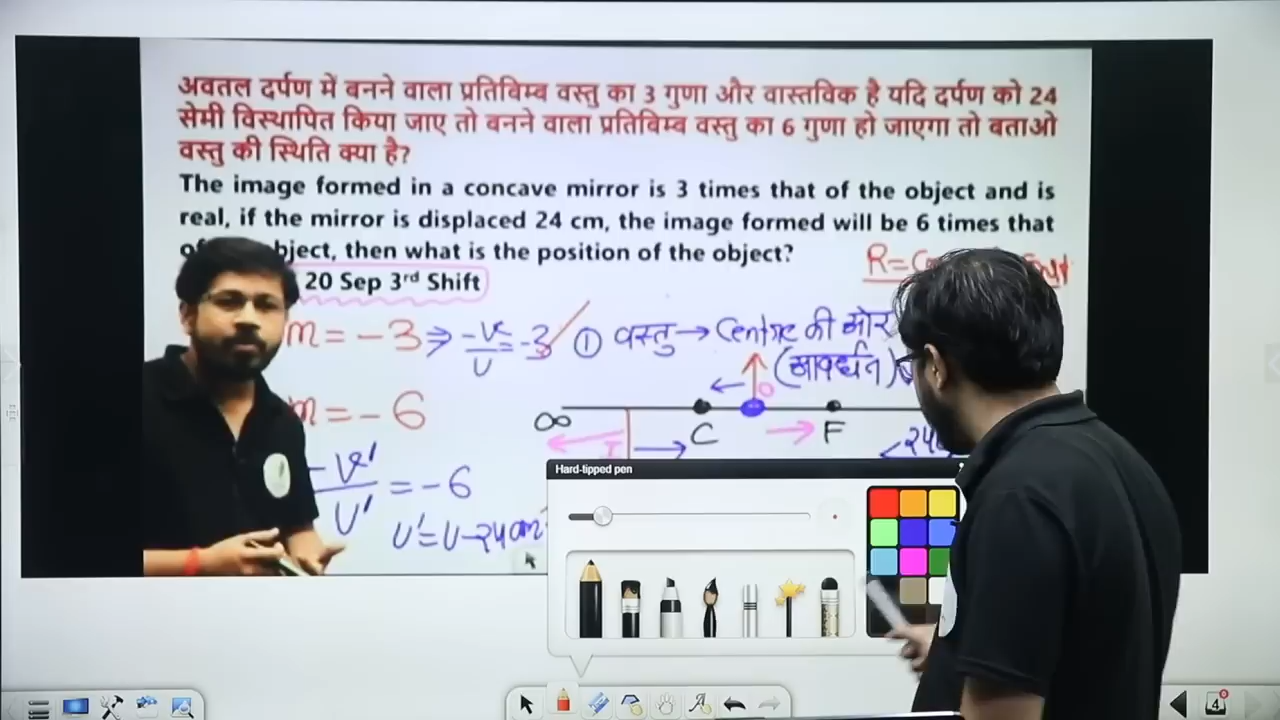 अवतल दर्पण में बनने वाला प्रतिबिम्ब वस्तु का 3 गुणा और वास्तविक है यदि दर्पण को 24
सेमी विस्थापित किया जाए तो बनने वाला प्रतिबिम्ब वस्तु का 6 गुणा हो जाएगा तो बताओ
वस्तु की स्थिति क्या है?
The image formed in a concave mirror is 3 times that of the object and is
real, if the mirror is displaced 24 cm, the image formed will be 6 times that
object, then what is the position of the object?
R=
20 Sep 3rd Shift
m = -3 ⇒ -v/u = -3 ① वस्तु → Centre की ओर
(आवर्धन)
O
m = -6
∞ C F
I
24
-v'/u' = -6
u' = u-24cm
Hard-tipped pen
4